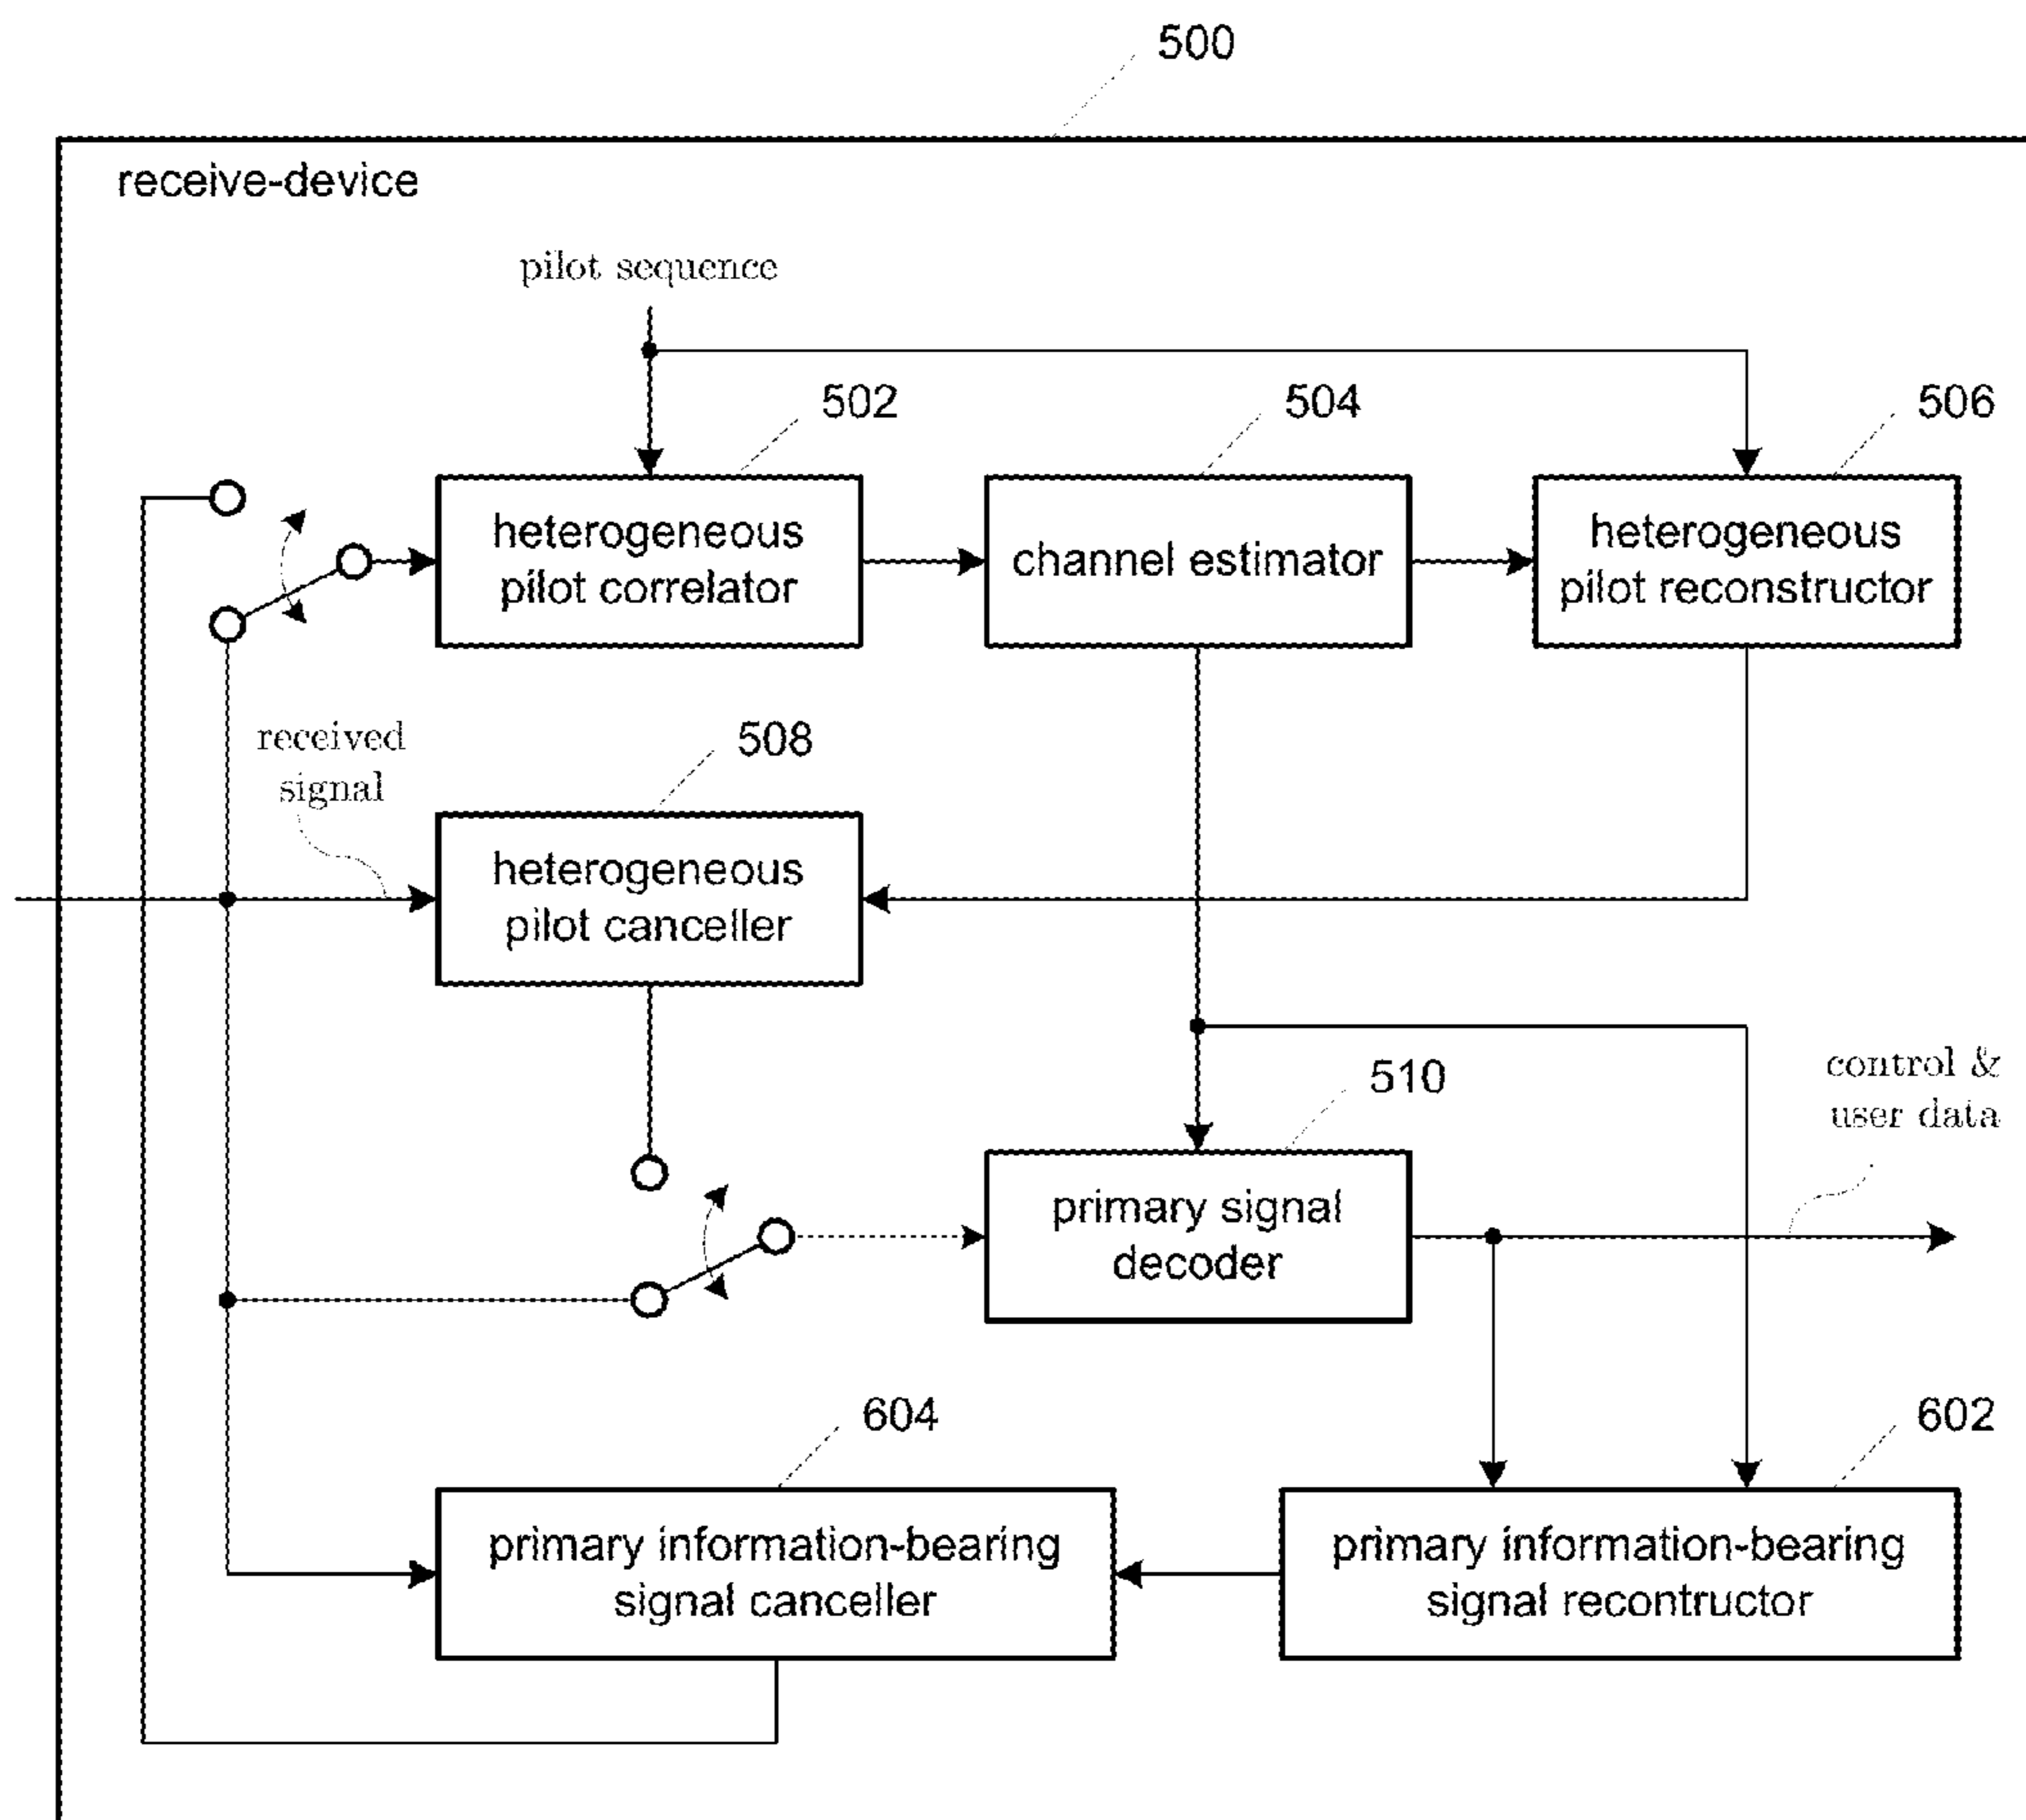 500
receive-device
pilot sequence
502
504
506
heterogeneous
pilot correlator
channel estimator
heterogeneous
pilot reconstructor
received
signal
508
heterogeneous
pilot canceller
510
control &
user data
primary signal
decoder
604
602
primary information-bearing
signal canceller
primary information-bearing
signal recontructor